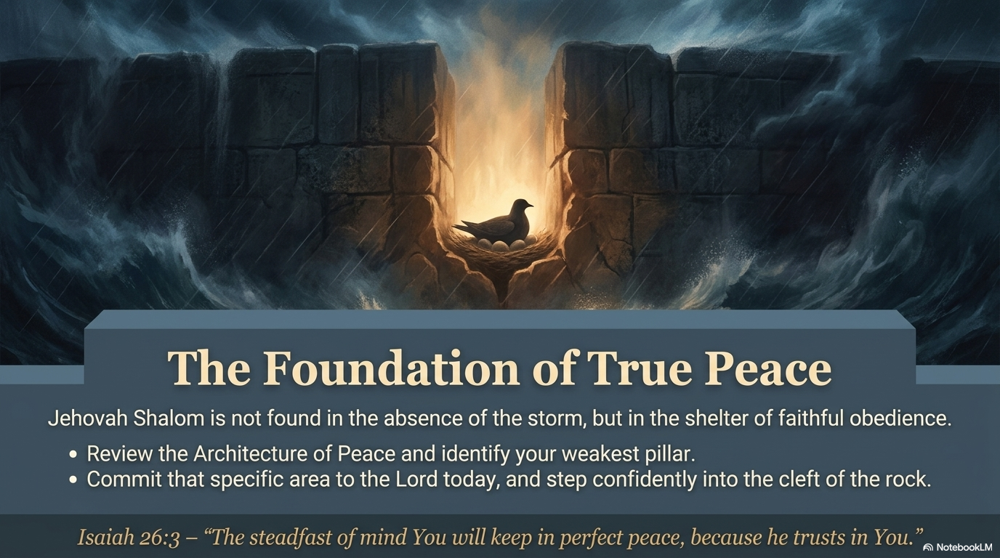 The Foundation of True Peace
Jehovah Shalom is not found in the absence of the storm, but in the shelter of faithful obedience.
• Review the Architecture of Peace and identify your weakest pillar.
• Commit that specific area to the Lord today, and step confidently into the cleft of the rock.
Isaiah 26:3 – “The steadfast of mind You will keep in perfect peace, because he trusts in You.”
NotebookLM